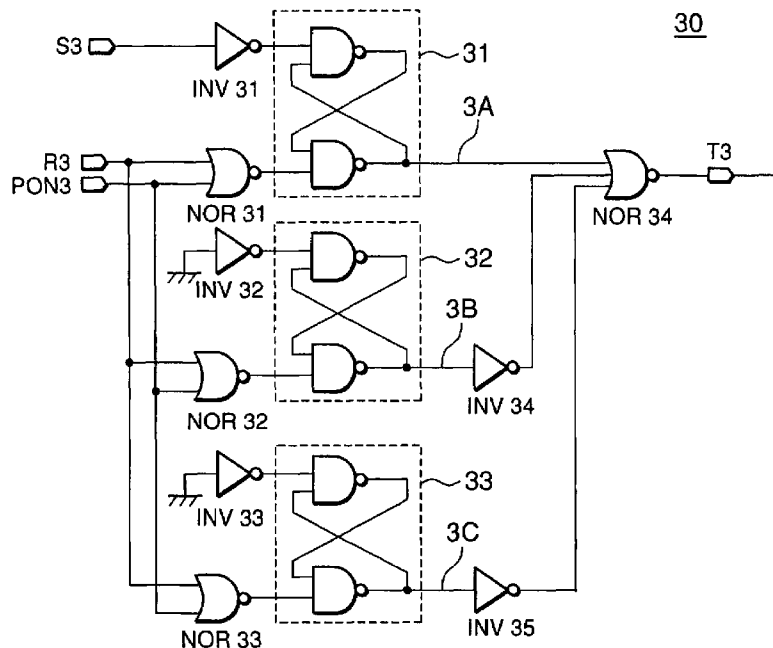 30
S3
INV 31
31
3A
R3
PON3
NOR 31
T3
NOR 34
INV 32
32
3B
NOR 32
INV 34
INV 33
33
3C
NOR 33
INV 35